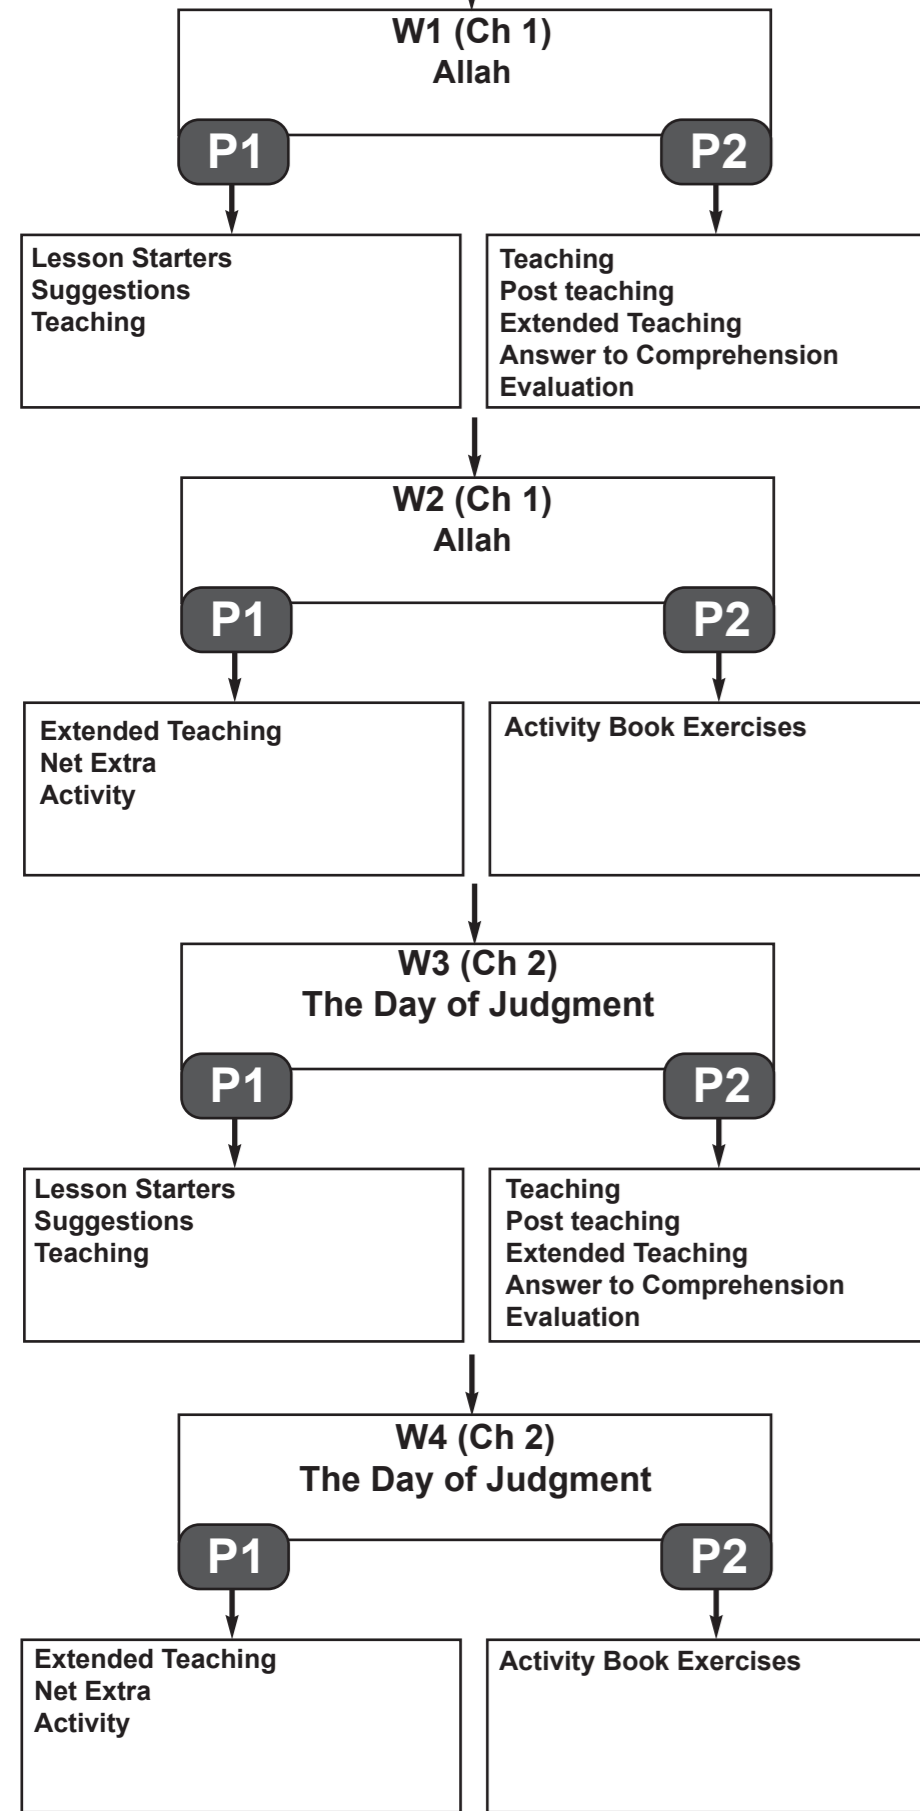 W1 (Ch 1)
Allah
P1
P2
Lesson Starters
Suggestions
Teaching
Teaching
Post teaching
Extended Teaching
Answer to Comprehension
Evaluation
W2 (Ch 1)
Allah
P1
P2
Extended Teaching
Net Extra
Activity
Activity Book Exercises
W3 (Ch 2)
The Day of Judgment
P1
P2
Lesson Starters
Suggestions
Teaching
Teaching
Post teaching
Extended Teaching
Answer to Comprehension
Evaluation
W4 (Ch 2)
The Day of Judgment
P1
P2
Extended Teaching
Net Extra
Activity
Activity Book Exercises